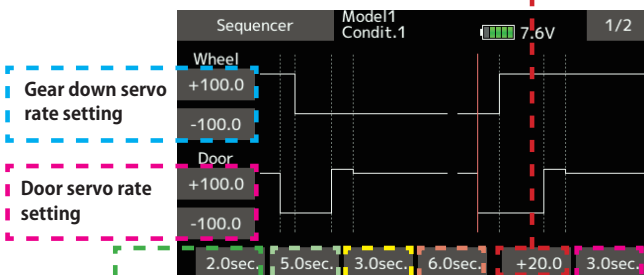 Sequencer
Model1
Condit.1
7.6V
1/2
Wheel
Gear down servo
rate setting
+100.0
-100.0
Door
Door servo rate
setting
+100.0
-100.0
2.0sec.
5.0sec.
3.0sec.
6.0sec.
+20.0
3.0sec.